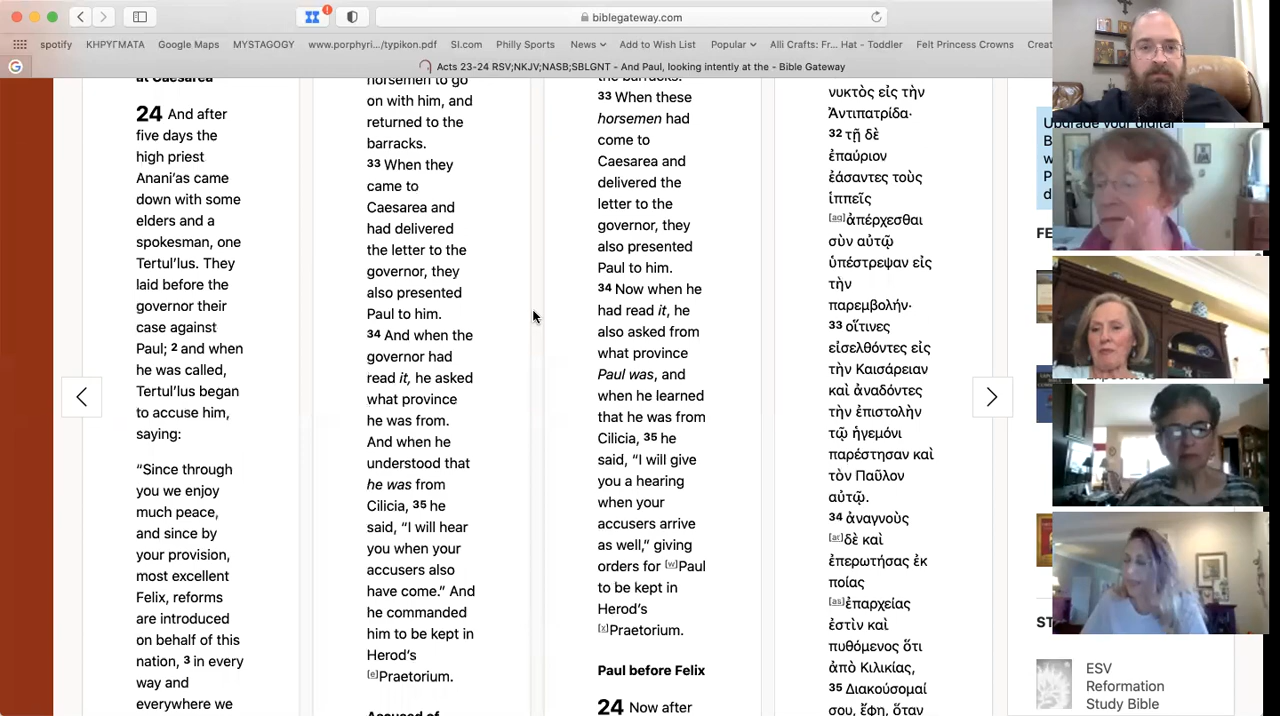 biblegateway.com
spotify
ΚΗΡΥΓΜΑΤΑ
Google Maps
MYSTAGOGY
www.porphyri.../typikon.pdf
SI.com
Philly Sports
News
Add to Wish List
Popular
Alli Crafts: Fr... Hat - Toddler
Felt Princess Crowns
Creat
Acts 23-24 RSV;NKJV;NASB;SBLGNT - And Paul, looking intently at the - Bible Gateway
at Caesarea
24 And after
five days the
high priest
Anani′as came
down with some
elders and a
spokesman, one
Tertul′lus. They
laid before the
governor their
case against
Paul; 2 and when
he was called,
Tertul′lus began
to accuse him,
saying:
“Since through
you we enjoy
much peace,
and since by
your provision,
most excellent
Felix, reforms
are introduced
on behalf of this
nation, 3 in every
way and
everywhere we
horsemen to go
on with him, and
returned to the
barracks.
33 When they
came to
Caesarea and
had delivered
the letter to the
governor, they
also presented
Paul to him.
34 And when the
governor had
read it, he asked
what province
he was from.
And when he
understood that
he was from
Cilicia, 35 he
said, “I will hear
you when your
accusers also
have come.” And
he commanded
him to be kept in
Herod’s
[e]Praetorium.
Accused of
the barracks.
33 When these
horsemen had
come to
Caesarea and
delivered the
letter to the
governor, they
also presented
Paul to him.
34 Now when he
had read it, he
also asked from
what province
Paul was, and
when he learned
that he was from
Cilicia, 35 he
said, “I will give
you a hearing
when your
accusers arrive
as well,” giving
orders for [w]Paul
to be kept in
Herod’s
[x]Praetorium.
Paul before Felix
24 Now after
νυκτὸς εἰς τὴν
Ἀντιπατρίδα·
32 τῇ δὲ
ἐπαύριον
ἐάσαντες τοὺς
ἱππεῖς
[aq]ἀπέρχεσθαι
σὺν αὐτῷ
ὑπέστρεψαν εἰς
τὴν
παρεμβολήν·
33 οἵτινες
εἰσελθόντες εἰς
τὴν Καισάρειαν
καὶ ἀναδόντες
τὴν ἐπιστολὴν
τῷ ἡγεμόνι
παρέστησαν καὶ
τὸν Παῦλον
αὐτῷ.
34 ἀναγνοὺς
[ar]δὲ καὶ
ἐπερωτήσας ἐκ
ποίας
[as]ἐπαρχείας
ἐστὶν καὶ
πυθόμενος ὅτι
ἀπὸ Κιλικίας,
35 Διακούσομαί
σου, ἔφη, ὅταν
Upgrade your digital
B
w
P
d
FE
ST
ESV
Reformation
Study Bible